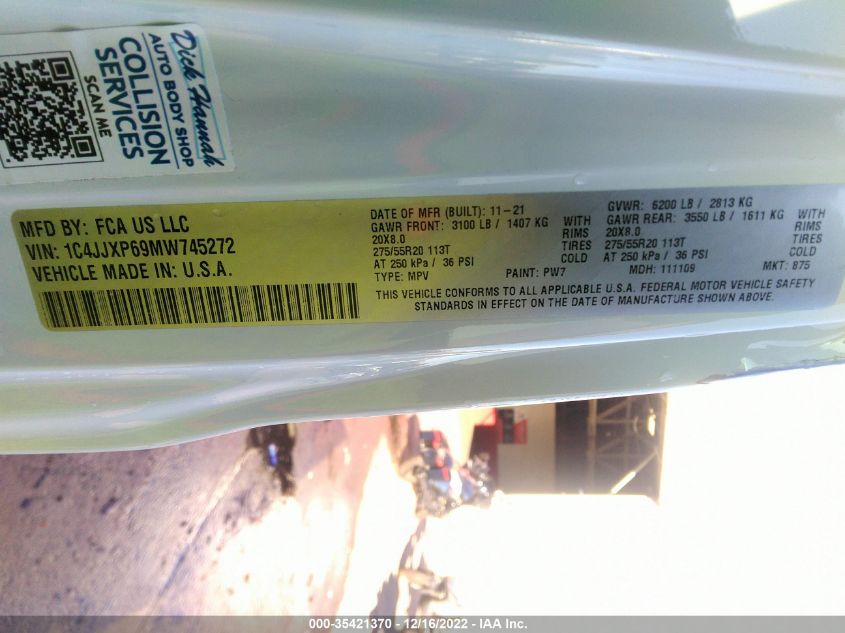 Dick Hannah
AUTO BODY SHOP
COLLISION
SERVICES
SCAN ME
MFD BY: FCA US LLC
VIN: 1C4JJXP69MW745272
VEHICLE MADE IN: U.S.A.
DATE OF MFR (BUILT): 11-21
GAWR FRONT: 3100 LB / 1407 KG WITH
20X8.0 RIMS
275/55R20 113T TIRES
AT 250 kPa / 36 PSI COLD
TYPE: MPV PAINT: PW7
GVWR: 6200 LB / 2813 KG
GAWR REAR: 3550 LB / 1611 KG WITH
20X8.0 RIMS
275/55R20 113T TIRES
AT 250 kPa / 36 PSI COLD
MDH: 111109 MKT: 875
THIS VEHICLE CONFORMS TO ALL APPLICABLE U.S.A. FEDERAL MOTOR VEHICLE SAFETY
STANDARDS IN EFFECT ON THE DATE OF MANUFACTURE SHOWN ABOVE.
000-35421370 - 12/16/2022 - IAA Inc.